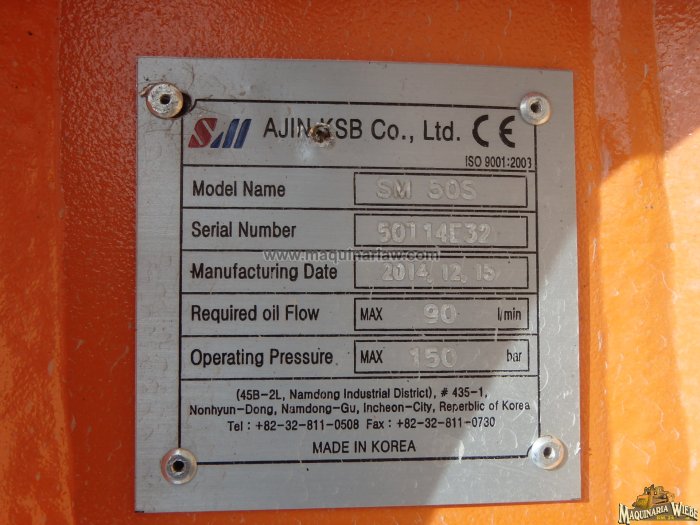 SM AJIN KSB Co., Ltd. CE
ISO 9001:2003
Model Name SM 50S
Serial Number 50114E32
www.maquinariaw.com
Manufacturing Date 2014.12.15
Required oil Flow MAX 90 l/min
Operating Pressure MAX 150 bar
(45B-2L, Namdong Industrial District), # 435-1,
Nonhyun-Dong, Namdong-Gu, Incheon-City, Reperblic of Korea
Tel : +82-32-811-0508 Fax : +82-32-811-0730
MADE IN KOREA
MAQUINARIA WIEBE